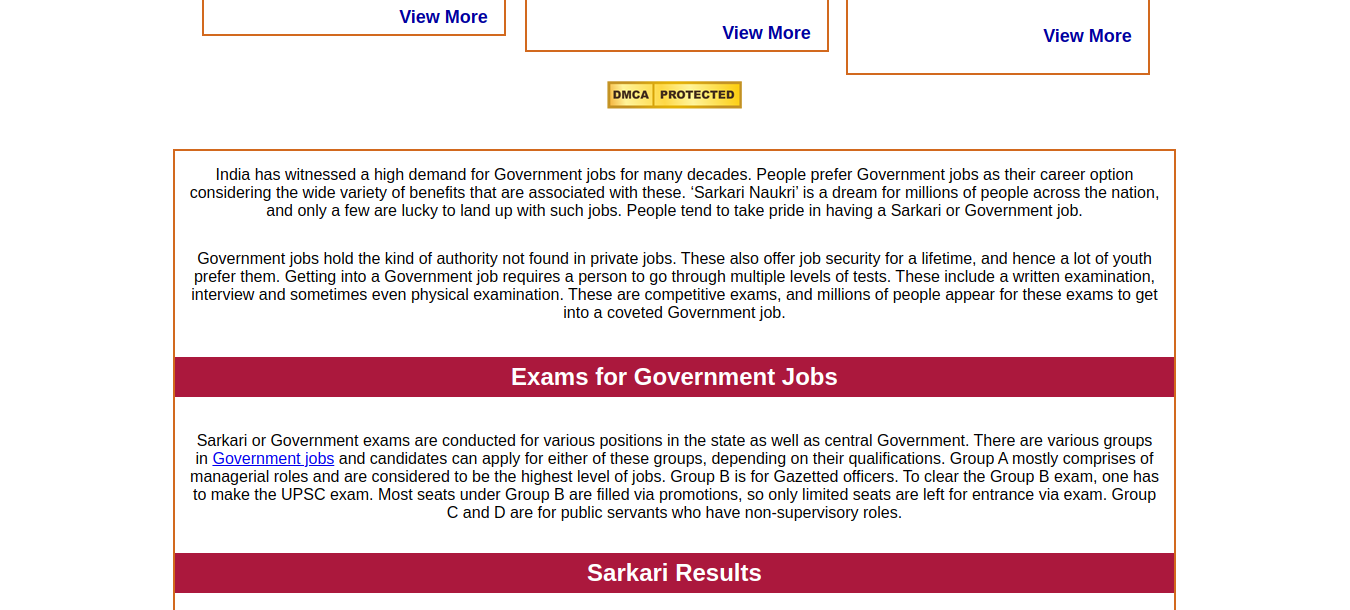 View More
View More
View More
DMCA PROTECTED
India has witnessed a high demand for Government jobs for many decades. People prefer Government jobs as their career option
considering the wide variety of benefits that are associated with these. ‘Sarkari Naukri’ is a dream for millions of people across the nation,
and only a few are lucky to land up with such jobs. People tend to take pride in having a Sarkari or Government job.
Government jobs hold the kind of authority not found in private jobs. These also offer job security for a lifetime, and hence a lot of youth
prefer them. Getting into a Government job requires a person to go through multiple levels of tests. These include a written examination,
interview and sometimes even physical examination. These are competitive exams, and millions of people appear for these exams to get
into a coveted Government job.
Exams for Government Jobs
Sarkari or Government exams are conducted for various positions in the state as well as central Government. There are various groups
in Government jobs and candidates can apply for either of these groups, depending on their qualifications. Group A mostly comprises of
managerial roles and are considered to be the highest level of jobs. Group B is for Gazetted officers. To clear the Group B exam, one has
to make the UPSC exam. Most seats under Group B are filled via promotions, so only limited seats are left for entrance via exam. Group
C and D are for public servants who have non-supervisory roles.
Sarkari Results